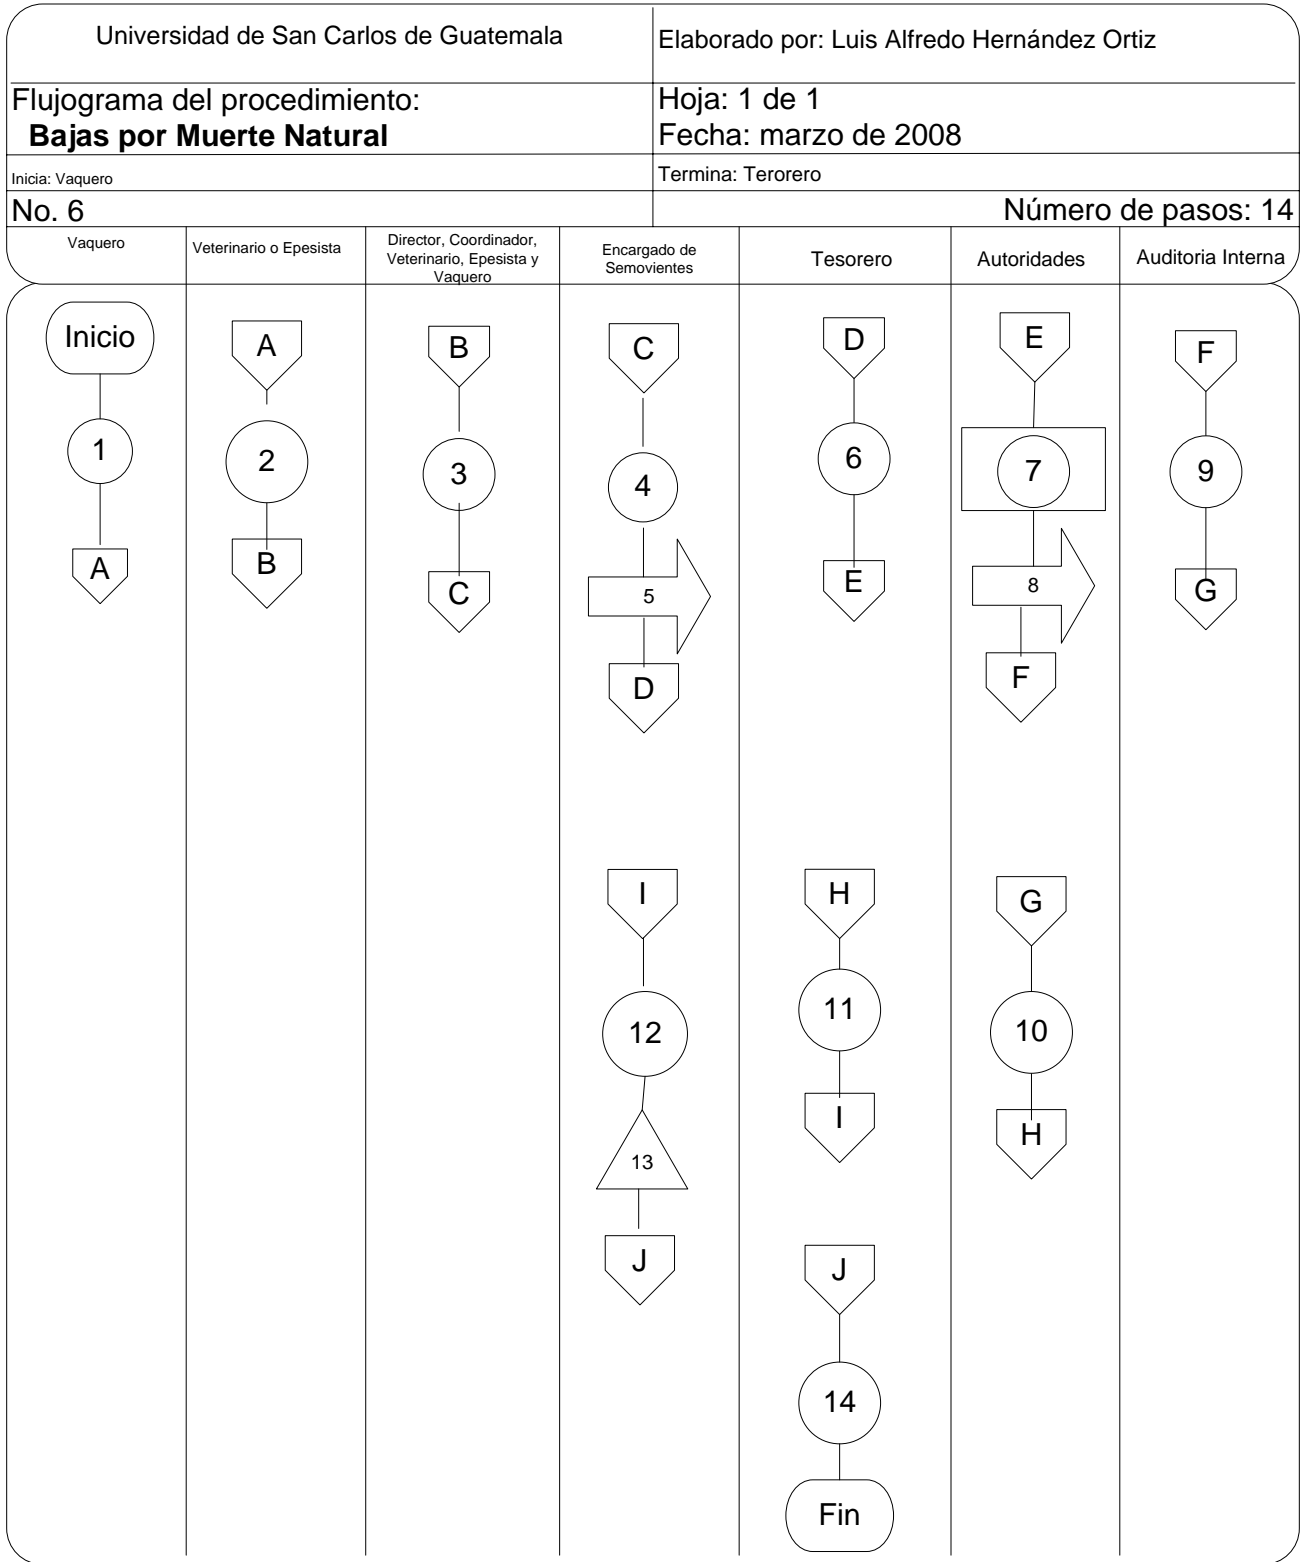 Universidad de San Carlos de Guatemala
Elaborado por: Luis Alfredo Hernández Ortiz
Flujograma del procedimiento:
Bajas por Muerte Natural
Hoja: 1 de 1
Fecha: marzo de 2008
Inicia: Vaquero
Termina: Terorero
No. 6
Número de pasos: 14
Vaquero
Veterinario o Epesista
Director, Coordinador,
Veterinario, Epesista y
Vaquero
Encargado de
Semovientes
Tesorero
Autoridades
Auditoria Interna
Inicio
1
A
A
2
B
B
3
C
C
4
5
D
D
6
E
E
7
8
F
F
9
G
G
10
H
H
11
I
I
12
13
J
J
14
Fin